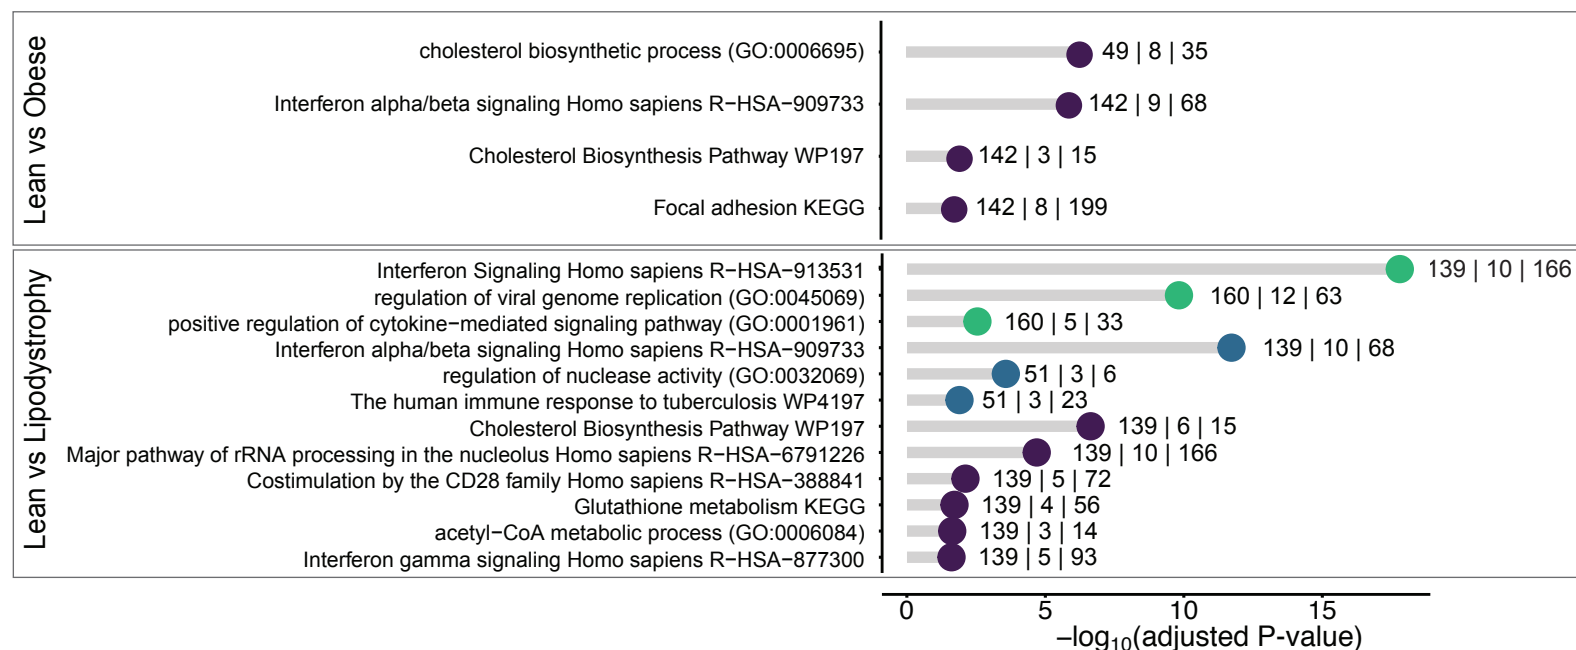 Lean vs Obese
cholesterol biosynthetic process (GO:0006695)
49 | 8 | 35
Interferon alpha/beta signaling Homo sapiens R−HSA−909733
142 | 9 | 68
Cholesterol Biosynthesis Pathway WP197
142 | 3 | 15
Focal adhesion KEGG
142 | 8 | 199
Lean vs Lipodystrophy
Interferon Signaling Homo sapiens R−HSA−913531
139 | 10 | 166
regulation of viral genome replication (GO:0045069)
160 | 12 | 63
positive regulation of cytokine−mediated signaling pathway (GO:0001961)
160 | 5 | 33
Interferon alpha/beta signaling Homo sapiens R−HSA−909733
139 | 10 | 68
regulation of nuclease activity (GO:0032069)
51 | 3 | 6
The human immune response to tuberculosis WP4197
51 | 3 | 23
Cholesterol Biosynthesis Pathway WP197
139 | 6 | 15
Major pathway of rRNA processing in the nucleolus Homo sapiens R−HSA−6791226
139 | 10 | 166
Costimulation by the CD28 family Homo sapiens R−HSA−388841
139 | 5 | 72
Glutathione metabolism KEGG
139 | 4 | 56
acetyl−CoA metabolic process (GO:0006084)
139 | 3 | 14
Interferon gamma signaling Homo sapiens R−HSA−877300
139 | 5 | 93
0 5 10 15
−log₁₀(adjusted P-value)